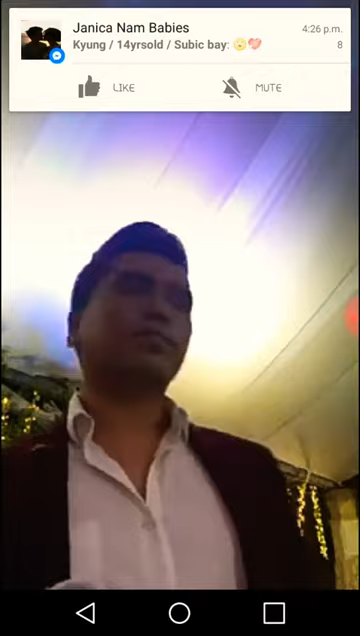 Janica Nam Babies
4:26 p.m.
Kyung / 14yrsold / Subic bay: 😳💖
8
LIKE
MUTE